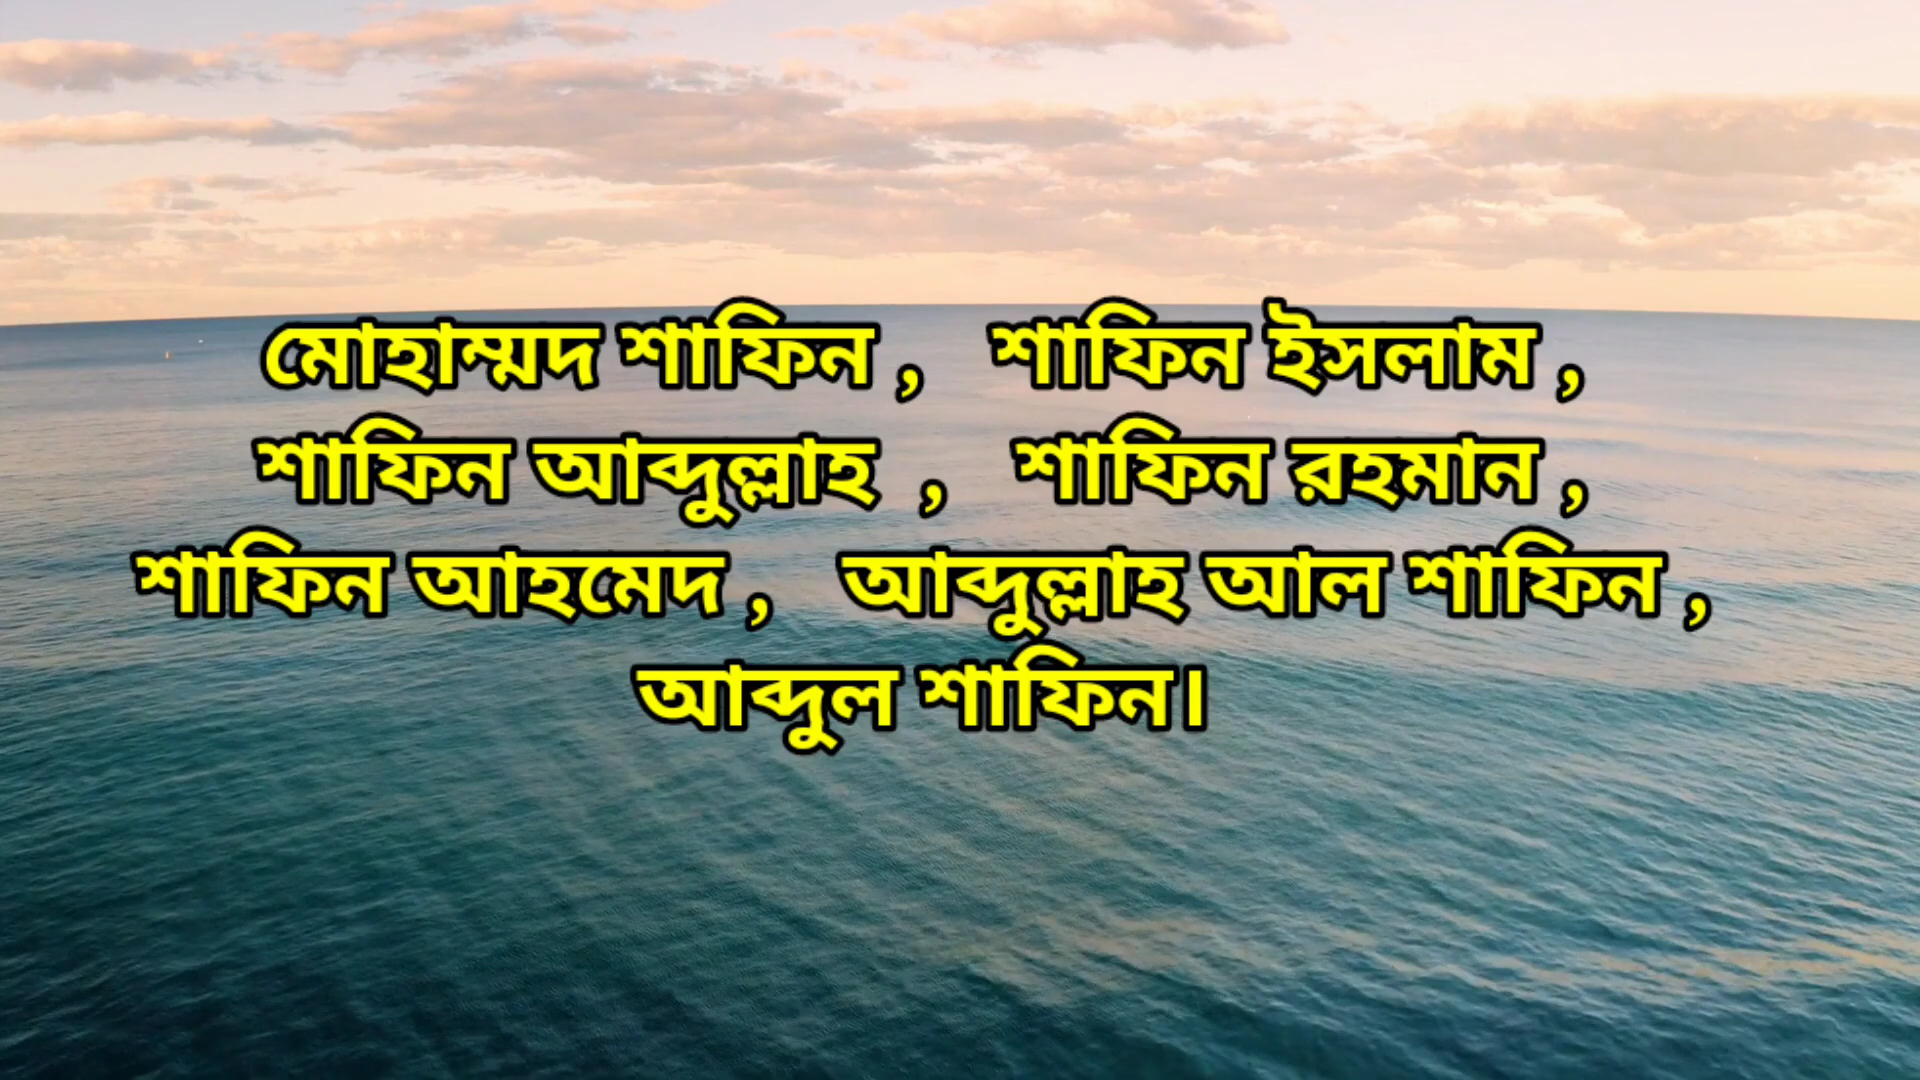 মোহাম্মদ শাফিন ,   শাফিন ইসলাম ,
শাফিন আব্দুল্লাহ  ,   শাফিন রহমান ,
শাফিন আহমেদ ,   আব্দুল্লাহ আল শাফিন ,
আব্দুল শাফিন।